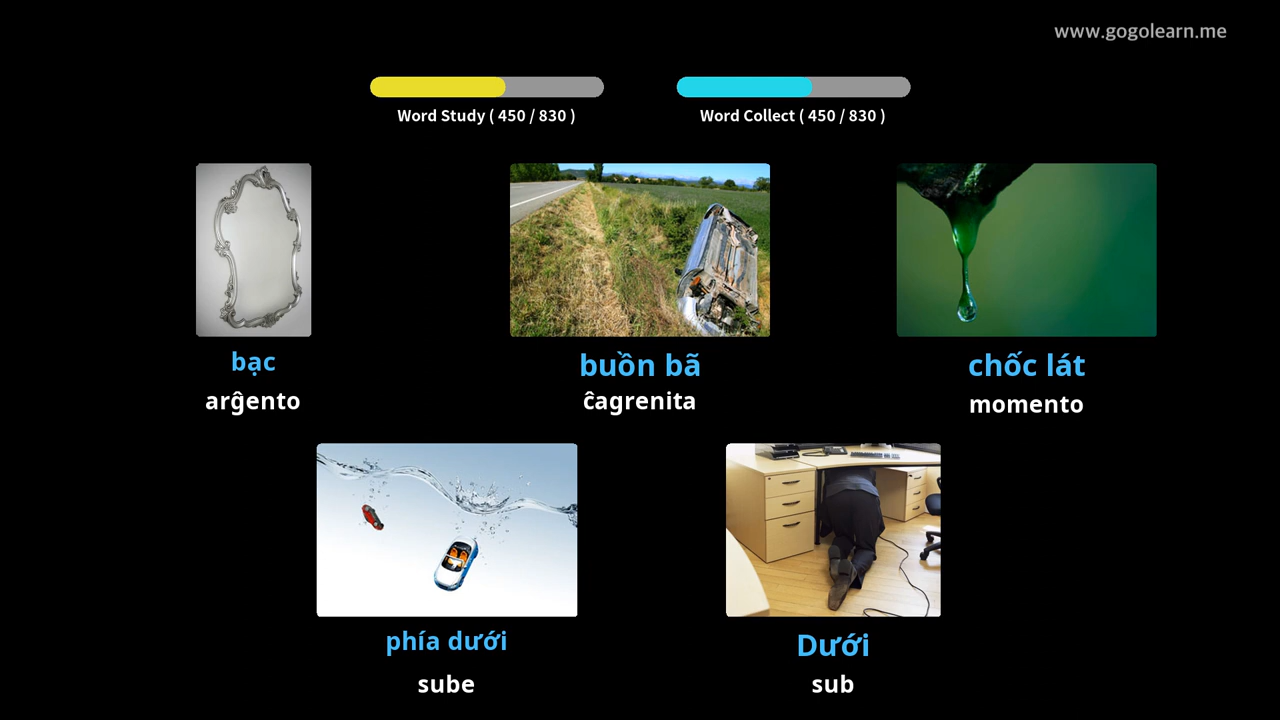 www.gogolearn.me
Word Study ( 450 / 830 )
Word Collect ( 450 / 830 )
bạc
arĝento
buồn bã
ĉagrenita
chốc lát
momento
phía dưới
sube
Dưới
sub